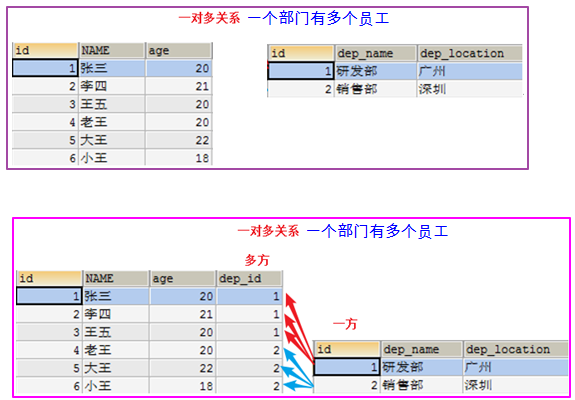 一对多关系 一个部门有多个员工
id NAME age
1 张三 20
2 李四 21
3 王五 20
4 老王 20
5 大王 22
6 小王 18
id dep_name dep_location
1 研发部 广州
2 销售部 深圳
一对多关系 一个部门有多个员工
多方
id NAME age dep_id
1 张三 20 1
2 李四 21 1
3 王五 20 1
4 老王 20 2
5 大王 22 2
6 小王 18 2
一方
id dep_name dep_location
1 研发部 广州
2 销售部 深圳